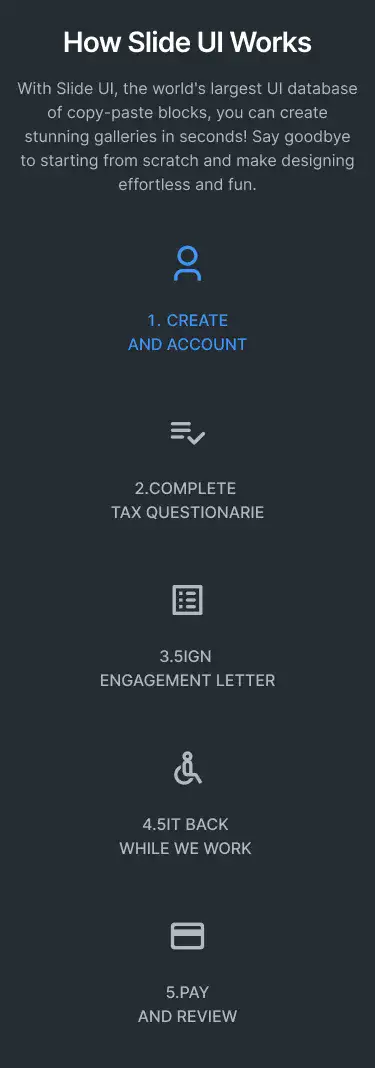 How Slide UI Works
With Slide UI, the world's largest UI database
of copy-paste blocks, you can create
stunning galleries in seconds! Say goodbye
to starting from scratch and make designing
effortless and fun.
1. CREATE
AND ACCOUNT
2.COMPLETE
TAX QUESTIONARIE
3.5IGN
ENGAGEMENT LETTER
4.5IT BACK
WHILE WE WORK
5.PAY
AND REVIEW